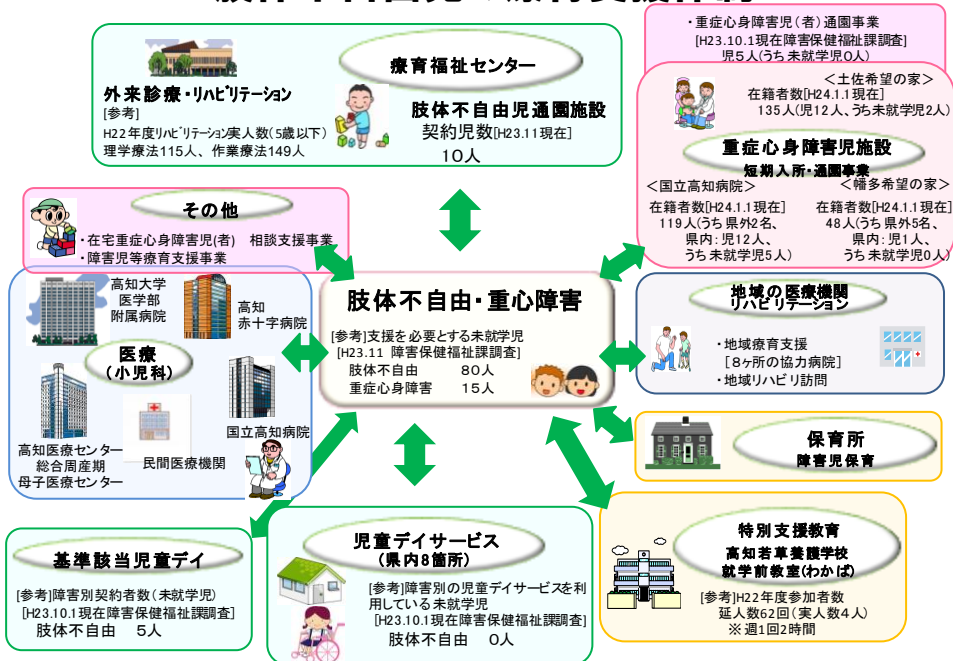 ・重症心身障害児(者)通園事業
[H23.10.1現在障害保健福祉課調査]
児5人(うち未就学児0人)
療育福祉センター
外来診療・リハビリテーション
[参考]
H22年度リハビリテーション実人数(5歳以下)
理学療法115人、作業療法149人
肢体不自由児通園施設
契約児数[H23.11現在]
10人
<土佐希望の家>
在籍者数[H24.1.1現在]
135人(児12人、うち未就学児2人)
重症心身障害児施設
短期入所・通園事業
<国立高知病院>
在籍者数[H24.1.1現在]
119人(うち県外2名、
県内:児12人、
うち未就学児5人)
<幡多希望の家>
在籍者数[H24.1.1現在]
48人(うち県外5名、
県内:児1人、
うち未就学児0人)
その他
・在宅重症心身障害児(者) 相談支援事業
・障害児等療育支援事業
高知大学
医学部
附属病院
高知
赤十字病院
医療
(小児科)
高知医療センター
総合周産期
母子医療センター
民間医療機関
国立高知病院
肢体不自由・重心障害
[参考]支援を必要とする未就学児
[H23.11 障害保健福祉課調査]
肢体不自由 80人
重症心身障害 15人
地域の医療機関
リハビリテーション
・地域療育支援
[8ヶ所の協力病院]
・地域リハビリ訪問
保育所
障害児保育
特別支援教育
高知若草養護学校
就学前教室(わかば)
[参考]H22年度参加者数
延人数62回(実人数4人)
※週1回2時間
児童デイサービス
(県内8箇所)
[参考]障害別の児童デイサービスを利
用している未就学児
[H23.10.1現在障害保健福祉課調査]
肢体不自由 0人
基準該当児童デイ
[参考]障害別契約者数(未就学児)
[H23.10.1現在障害保健福祉課調査]
肢体不自由 5人